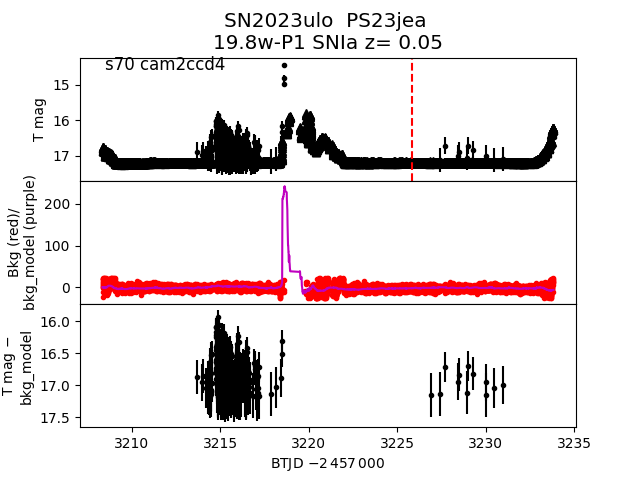 SN2023ulo  PS23jea
19.8w-P1 SNIa z= 0.05
s70 cam2ccd4
T mag
15
16
17
Bkg (red)/
bkg_model (purple)
200
100
0
T mag −
bkg_model
16.0
16.5
17.0
17.5
3210
3215
3220
3225
3230
3235
BTJD −2 457 000